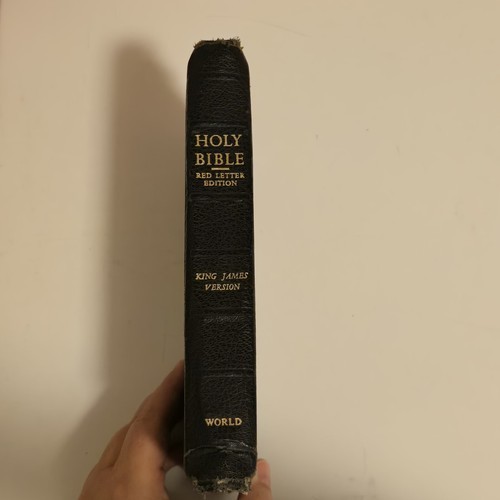 HOLY
BIBLE
RED LETTER
EDITION
KING JAMES
VERSION
WORLD